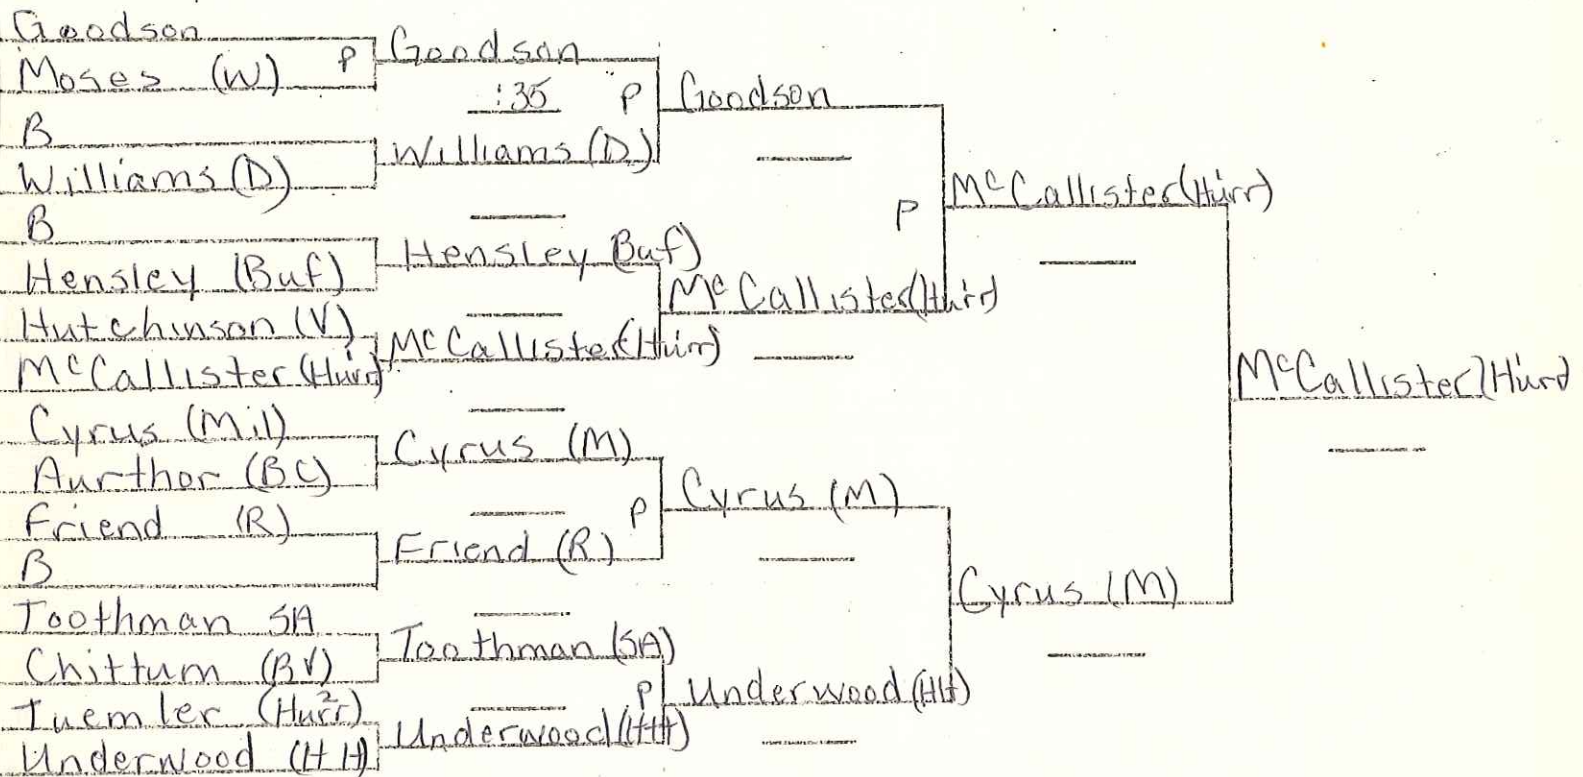 Goodson
Moses (W)
B
Williams (D)
B
Hensley (Buf)
Hutchinson (V)
McCallister (Hurr)
Cyrus (Mil)
Aurthor (BC)
Friend (R)
B
Toothman SA
Chittum (BV)
Tuemler (Hurr)
Underwood (HH)
P
Goodson
:35
Williams (D)
Hensley Buf)
McCallister (Hurr)
Cyrus (M)
Friend (R)
Toothman (SA)
Underwood (HH)
P
Goodson
McCallister (Hurr)
P
Cyrus (M)
P
Underwood (HH)
P
McCallister (Hurr)
Cyrus (M)
McCallister (Hurr